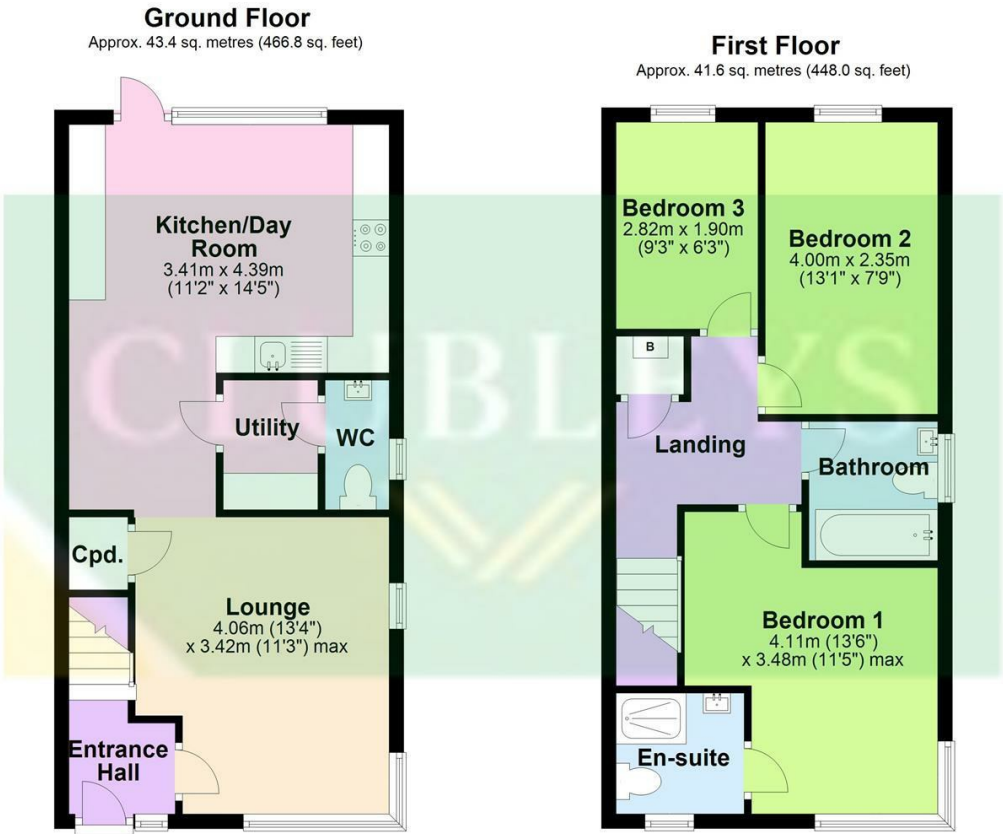 Ground Floor
Approx. 43.4 sq. metres (466.8 sq. feet)
Kitchen/Day
Room
3.41m x 4.39m
(11'2" x 14'5")
Utility
WC
Cpd.
Lounge
4.06m (13'4")
x 3.42m (11'3") max
Entrance
Hall
First Floor
Approx. 41.6 sq. metres (448.0 sq. feet)
Bedroom 3
2.82m x 1.90m
(9'3" x 6'3")
Bedroom 2
4.00m x 2.35m
(13'1" x 7'9")
B
Landing
Bathroom
Bedroom 1
4.11m (13'6")
x 3.48m (11'5") max
En-suite
CLUBLEYS